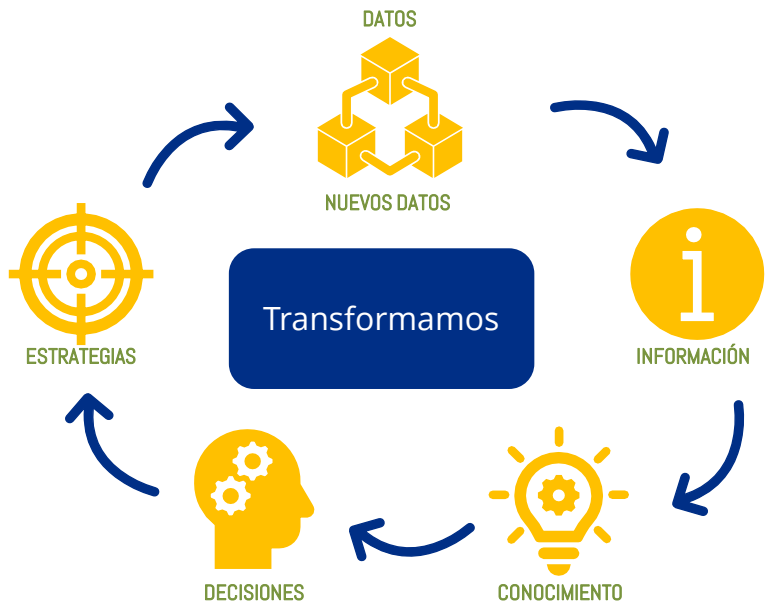 DATOS
NUEVOS DATOS
INFORMACIÓN
CONOCIMIENTO
DECISIONES
ESTRATEGIAS
Transformamos